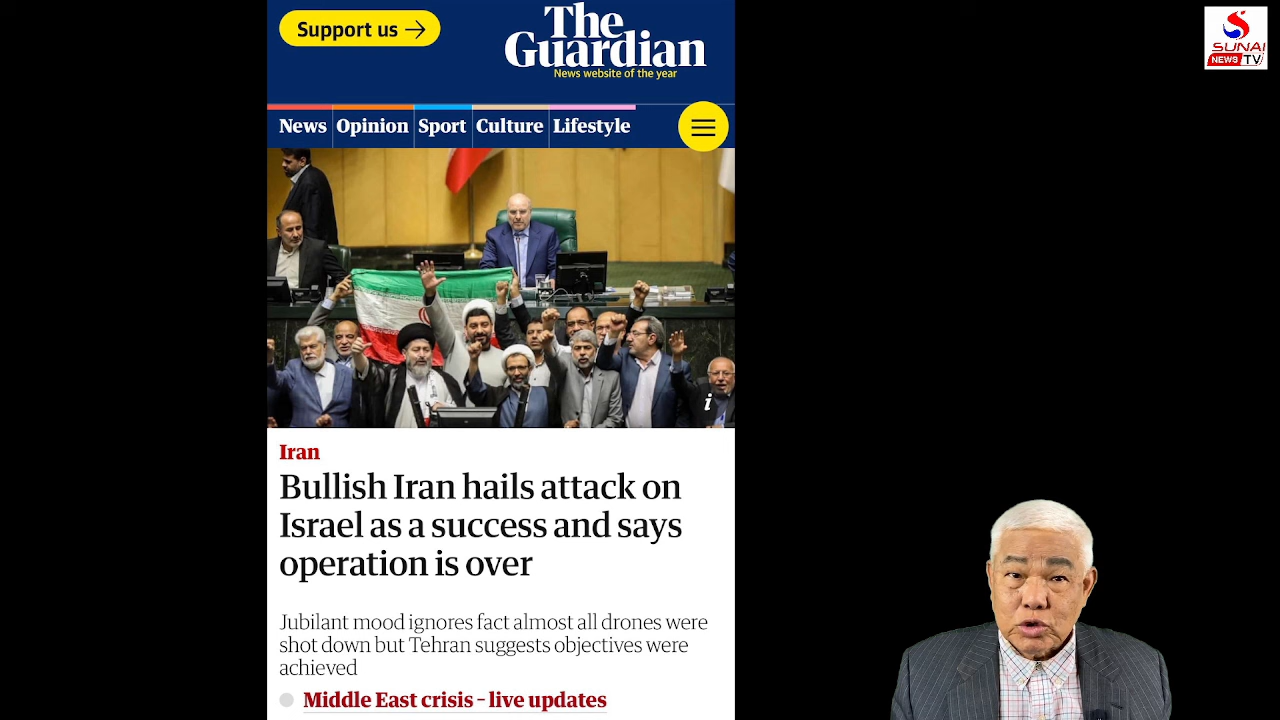 Support us
The
Guardian
News website of the year
SUNAI
NEWS TV
News Opinion Sport Culture Lifestyle
i
Iran
Bullish Iran hails attack on
Israel as a success and says
operation is over
Jubilant mood ignores fact almost all drones were
shot down but Tehran suggests objectives were
achieved
Middle East crisis – live updates